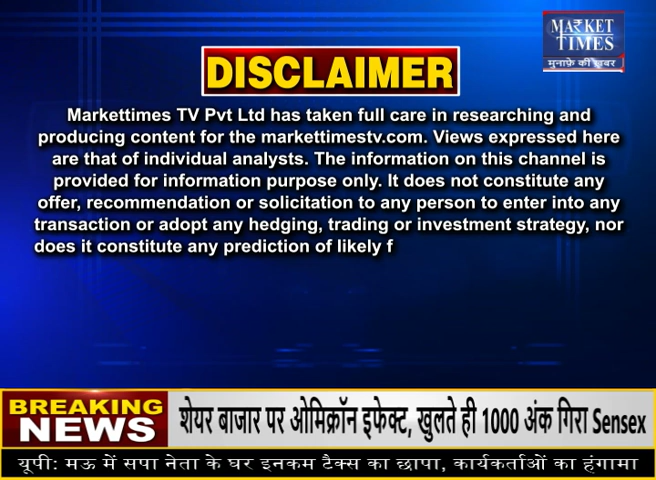 MARKET
TIMES
मुनाफ़े की ख़बर
DISCLAIMER
Markettimes TV Pvt Ltd has taken full care in researching and
producing content for the markettimestv.com. Views expressed here
are that of individual analysts. The information on this channel is
provided for information purpose only. It does not constitute any
offer, recommendation or solicitation to any person to enter into any
transaction or adopt any hedging, trading or investment strategy, nor
does it constitute any prediction of likely f
BREAKING
NEWS
शेयर बाजार पर ओमिक्रॉन इफेक्ट, खुलते ही 1000 अंक गिरा Sensex
यूपी: मऊ में सपा नेता के घर इनकम टैक्स का छापा, कार्यकर्ताओं का हंगामा